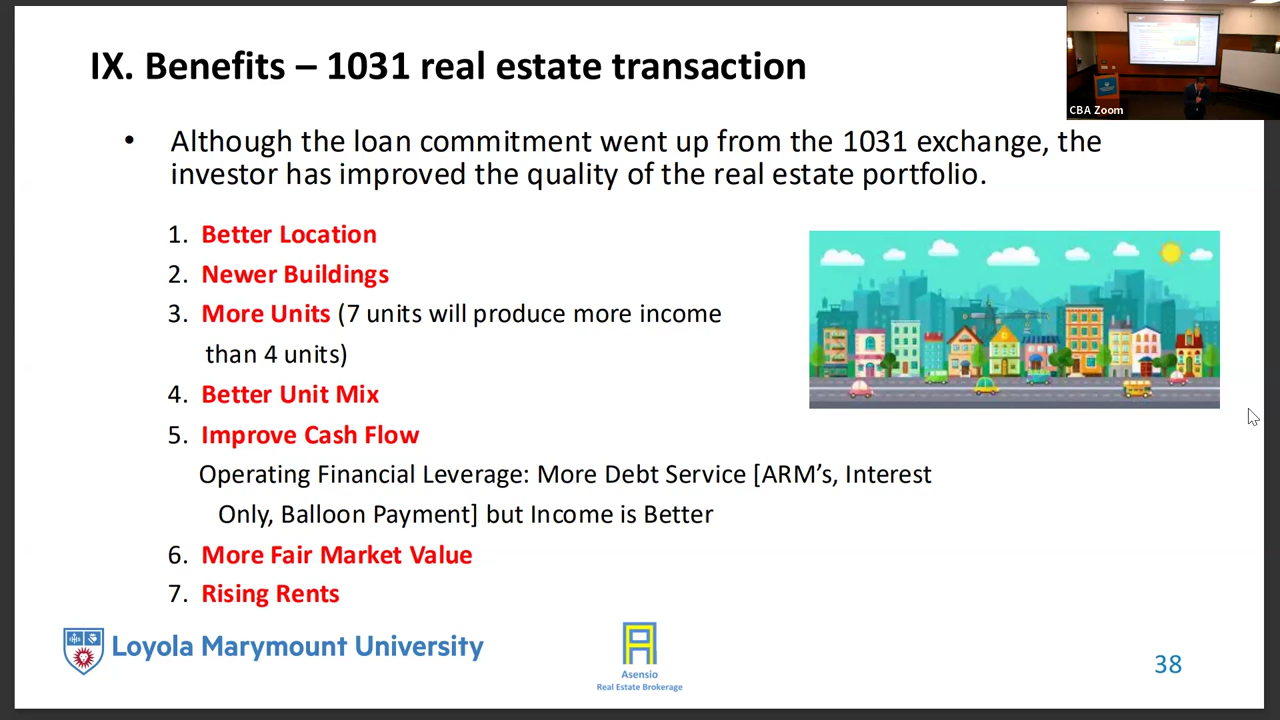 IX. Benefits – 1031 real estate transaction
CBA Zoom
• Although the loan commitment went up from the 1031 exchange, the
investor has improved the quality of the real estate portfolio.
1. Better Location
2. Newer Buildings
3. More Units (7 units will produce more income
than 4 units)
4. Better Unit Mix
5. Improve Cash Flow
Operating Financial Leverage: More Debt Service [ARM’s, Interest
Only, Balloon Payment] but Income is Better
6. More Fair Market Value
7. Rising Rents
Loyola Marymount University
Asensio
Real Estate Brokerage
38